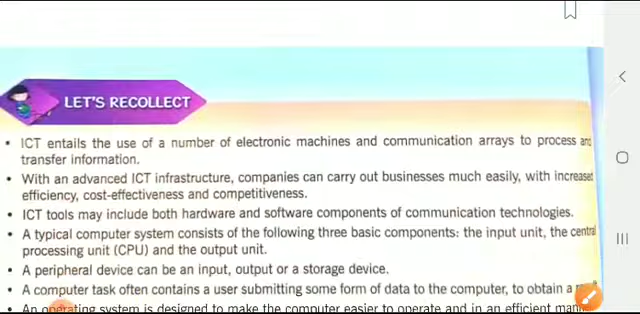 LET'S RECOLLECT
• ICT entails the use of a number of electronic machines and communication arrays to process and
transfer information.
• With an advanced ICT infrastructure, companies can carry out businesses much easily, with increased
efficiency, cost-effectiveness and competitiveness.
• ICT tools may include both hardware and software components of communication technologies.
• A typical computer system consists of the following three basic components: the input unit, the central
processing unit (CPU) and the output unit.
• A peripheral device can be an input, output or a storage device.
• A computer task often contains a user submitting some form of data to the computer, to obtain a
• An operating system is designed to make the computer easier to operate and in an efficient